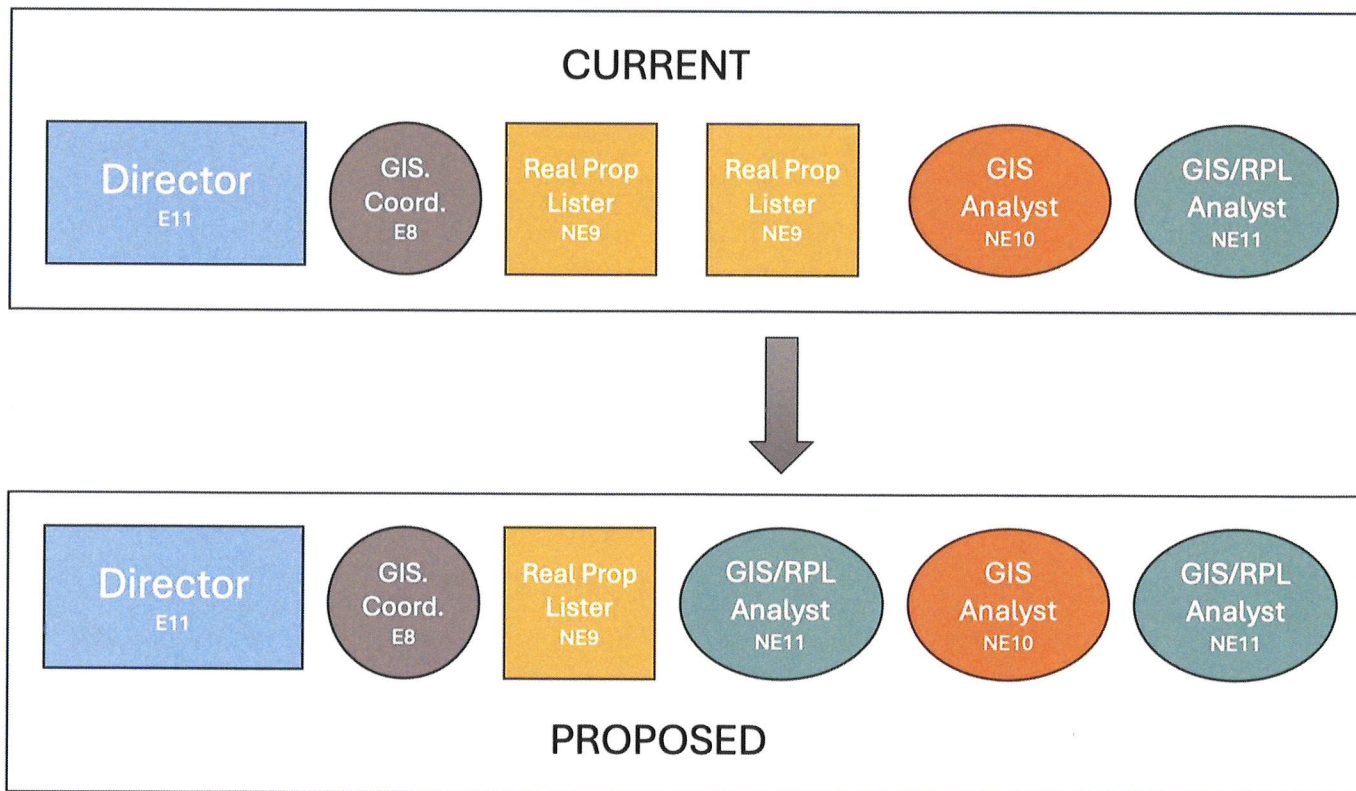 CURRENT
Director
E11
GIS.
Coord.
E8
Real Prop
Lister
NE9
Real Prop
Lister
NE9
GIS
Analyst
NE10
GIS/RPL
Analyst
NE11
Director
E11
GIS.
Coord.
E8
Real Prop
Lister
NE9
GIS/RPL
Analyst
NE11
GIS
Analyst
NE10
GIS/RPL
Analyst
NE11
PROPOSED